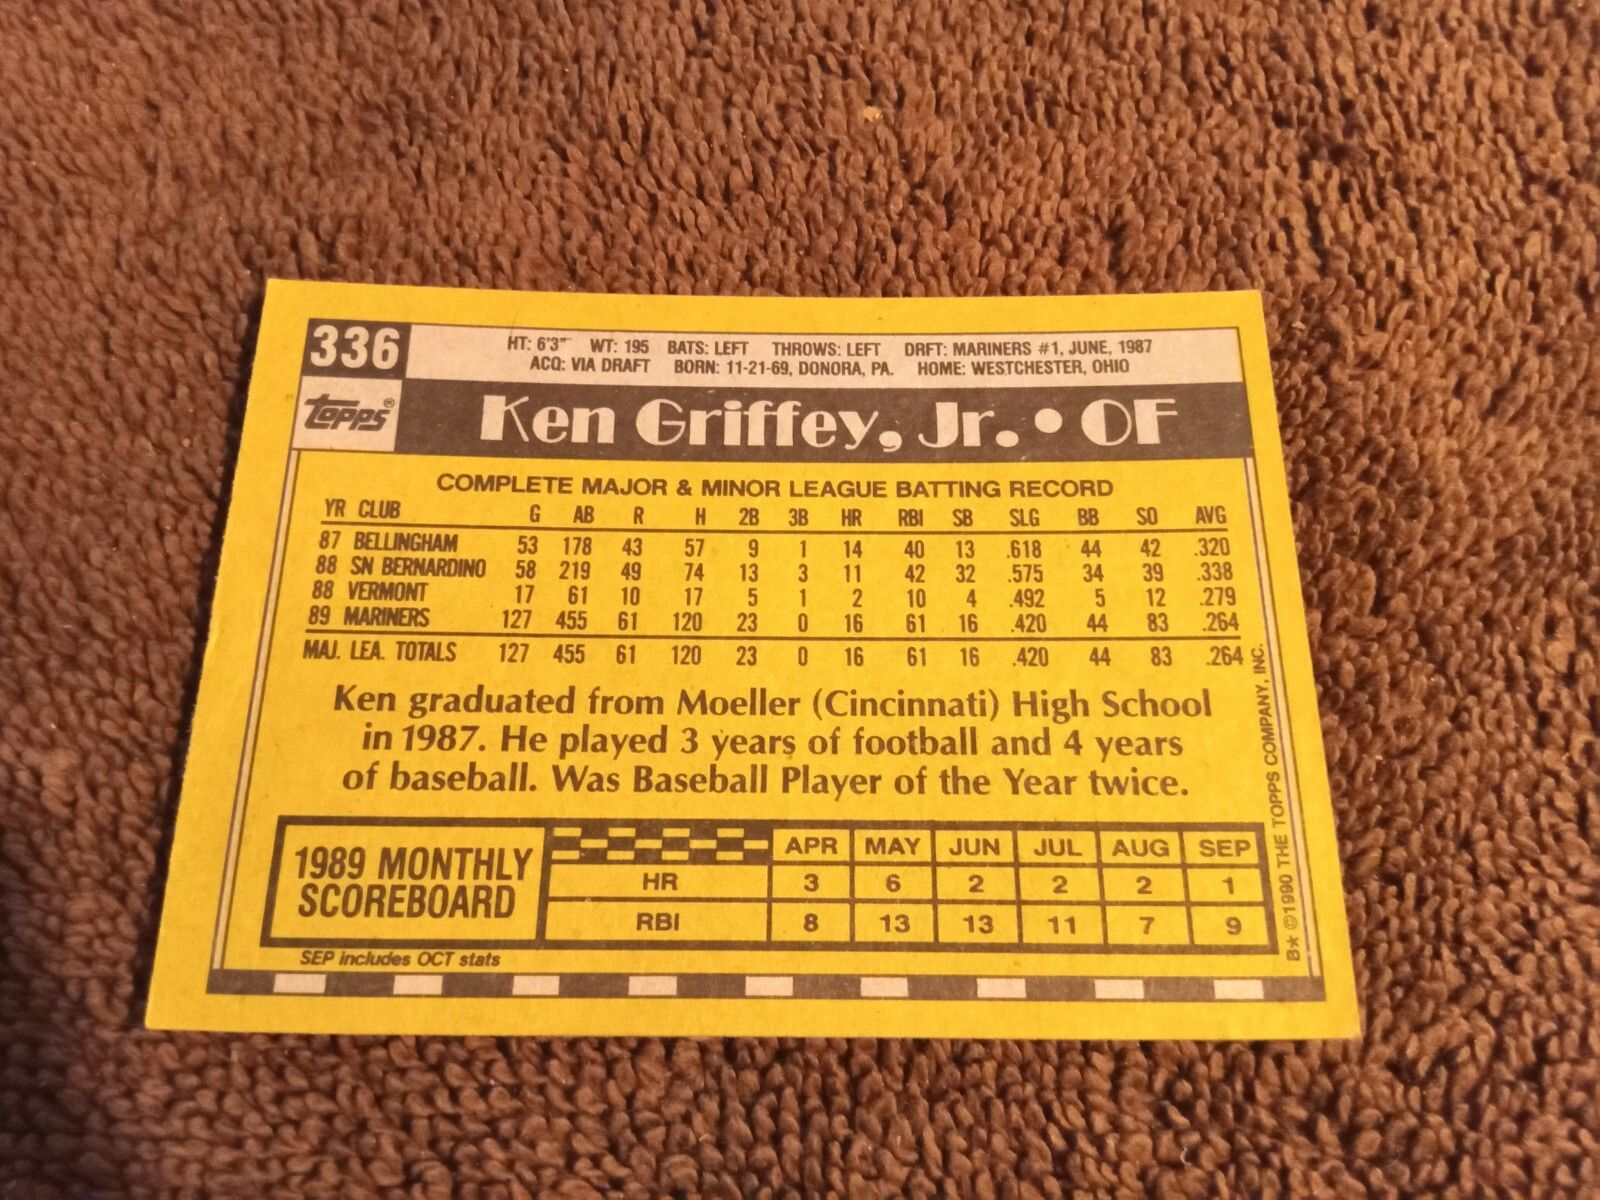 336
HT: 6'3" WT: 195 BATS: LEFT THROWS: LEFT DRFT: MARINERS #1, JUNE, 1987
ACQ: VIA DRAFT BORN: 11-21-69, DONORA, PA. HOME: WESTCHESTER, OHIO
topps®
Ken Griffey, Jr. • OF
COMPLETE MAJOR & MINOR LEAGUE BATTING RECORD
YR CLUB G AB R H 2B 3B HR RBI SB SLG BB SO AVG
87 BELLINGHAM 53 178 43 57 9 1 14 40 13 .618 44 42 .320
88 SN BERNARDINO 58 219 49 74 13 3 11 42 32 .575 34 39 .338
88 VERMONT 17 61 10 17 5 1 2 10 4 .492 5 12 .279
89 MARINERS 127 455 61 120 23 0 16 61 16 .420 44 83 .264
MAJ. LEA. TOTALS 127 455 61 120 23 0 16 61 16 .420 44 83 .264
Ken graduated from Moeller (Cincinnati) High School
in 1987. He played 3 years of football and 4 years
of baseball. Was Baseball Player of the Year twice.
1989 MONTHLY
SCOREBOARD
APR MAY JUN JUL AUG SEP
HR 3 6 2 2 2 1
RBI 8 13 13 11 7 9
SEP includes OCT stats
B★ ©1990 THE TOPPS COMPANY, INC.